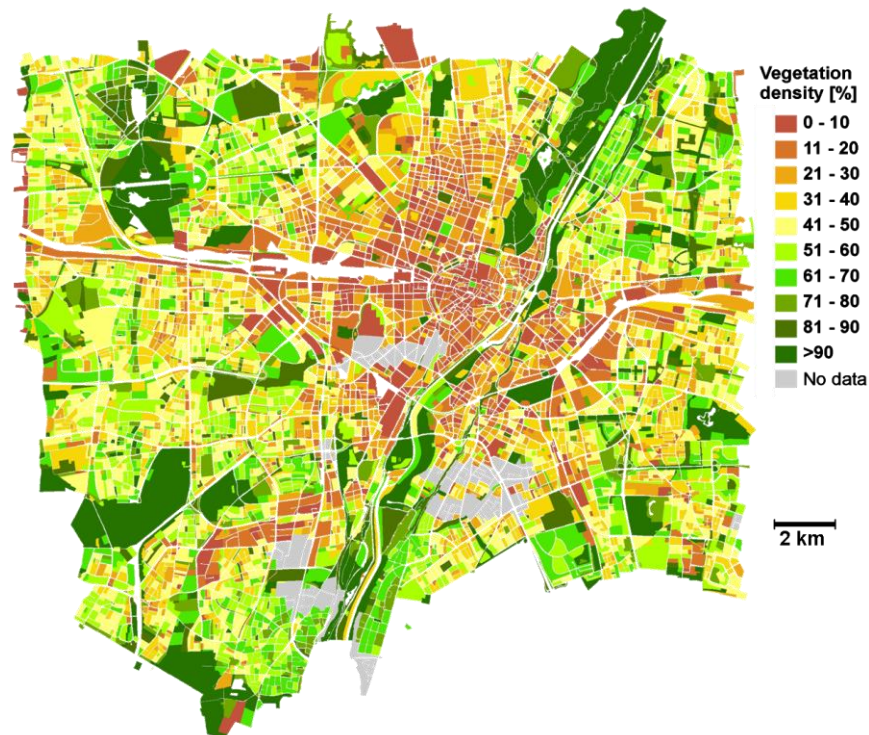 Vegetation
density [%]
0 - 10
11 - 20
21 - 30
31 - 40
41 - 50
51 - 60
61 - 70
71 - 80
81 - 90
>90
No data
2 km